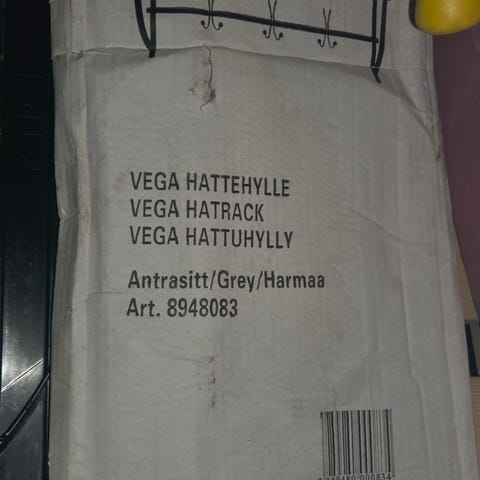 VEGA HATTEHYLLE
VEGA HATRACK
VEGA HATTUHYLLY
Antrasitt/Grey/Harmaa
Art. 8948083